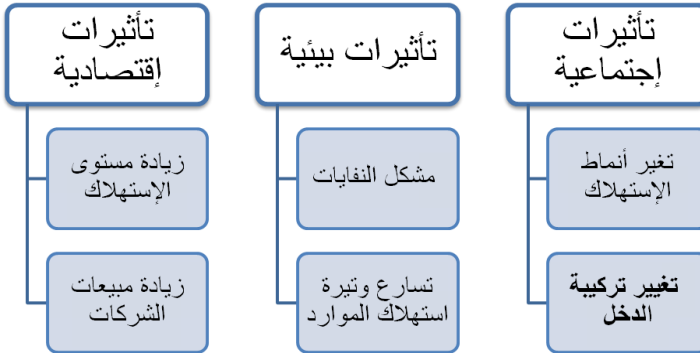 تأثيرات
إجتماعية
تغير أنماط
الإستهلاك
تغيير تركيبة
الدخل
تأثيرات بيئية
مشكل النفايات
تسارع وتيرة
استهلاك الموارد
تأثيرات
إقتصادية
زيادة مستوى
الإستهلاك
زيادة مبيعات
الشركات